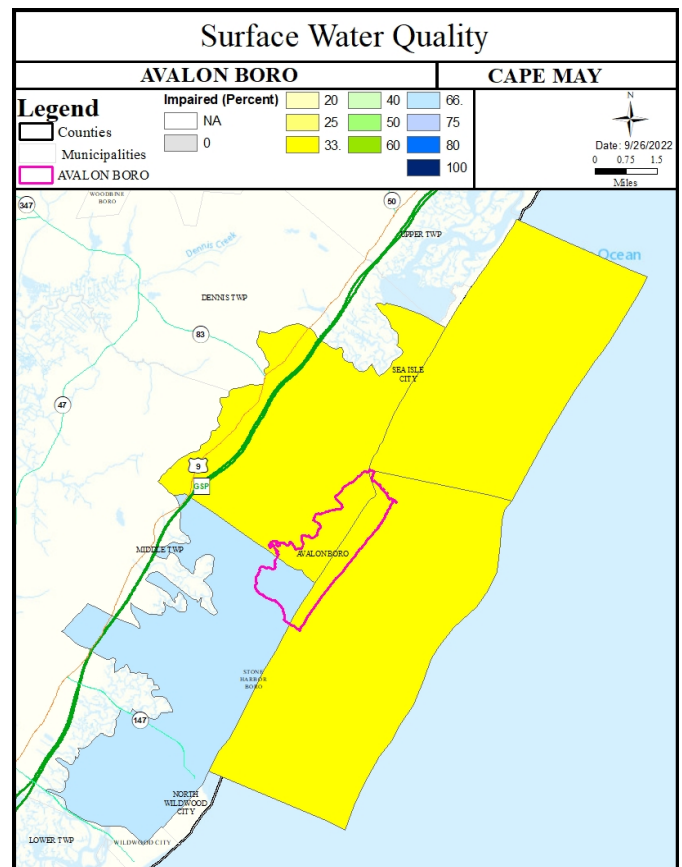 Surface Water Quality
AVALON BORO
CAPE MAY
Legend
Counties
Municipalities
AVALON BORO
Impaired (Percent)
NA
0
20
25
33.
40
50
60
66.
75
80
100
N
Date: 9/26/2022
0 0.75 1.5
Miles
WOODBINE
BORO
347
50
UPPER TWP
Dennis Creek
Ocean
DENNIS TWP
83
SEA ISLE
CITY
47
9
GSP
MIDDLE TWP
AVALON BORO
STONE
HARBOR
BORO
147
NORTH
WILDWOOD
CITY
LOWER TWP
WILDWOOD CITY